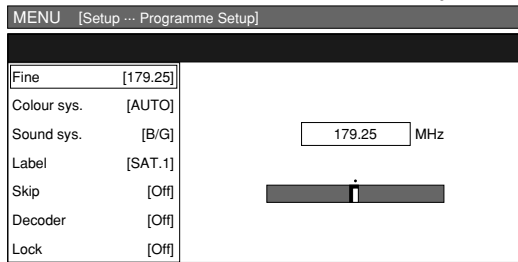 MENU [Setup ··· Programme Setup]
Fine [179.25]
Colour sys. [AUTO]
Sound sys. [B/G]
179.25 MHz
Label [SAT.1]
Skip [Off]
Decoder [Off]
Lock [Off]